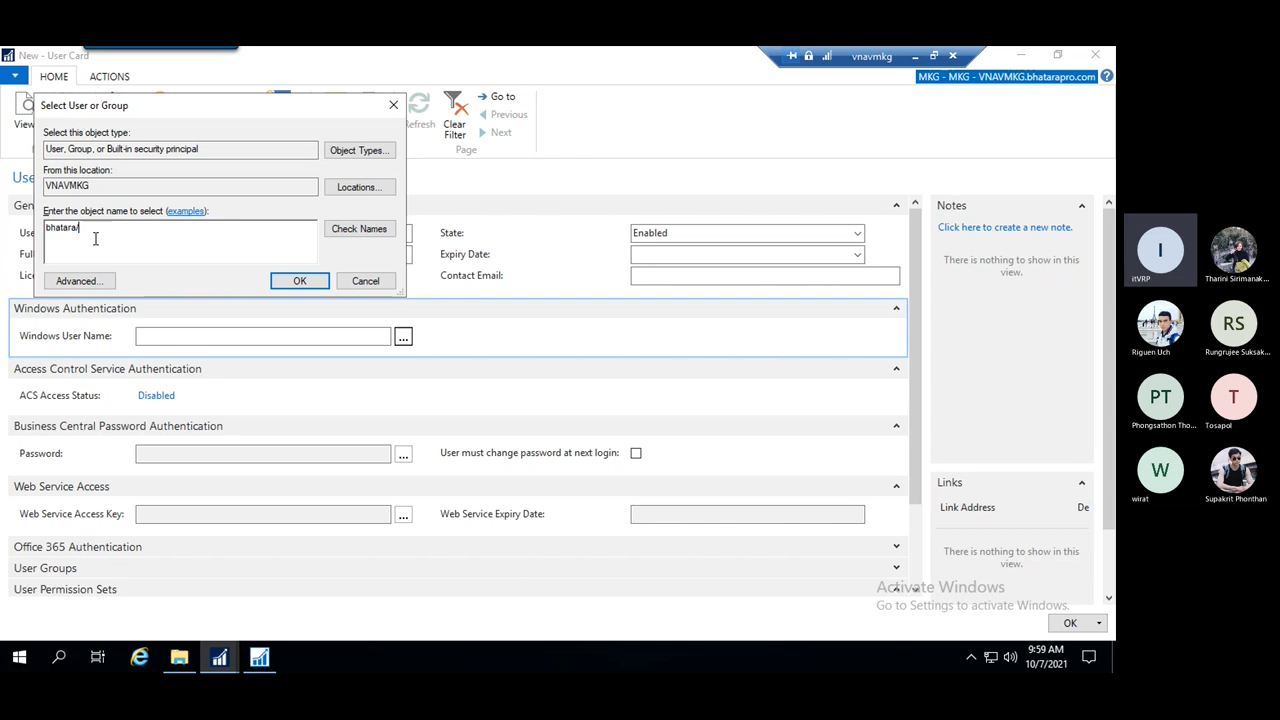 New - User Card
vnavmkg
HOME
ACTIONS
MKG - MKG - VNAVMKG.bhatarapro.com
View
Refresh
Clear Filter
Go to
Previous
Next
Page
Select User or Group
Select this object type:
User, Group, or Built-in security principal
Object Types...
From this location:
VNAVMKG
Locations...
Enter the object name to select (examples):
bhatara/
Check Names
Advanced...
OK
Cancel
State:
Enabled
Expiry Date:
Contact Email:
Windows Authentication
Windows User Name:
...
Access Control Service Authentication
ACS Access Status:
Disabled
Business Central Password Authentication
Password:
...
User must change password at next login:
Web Service Access
Web Service Access Key:
...
Web Service Expiry Date:
Office 365 Authentication
User Groups
User Permission Sets
Notes
Click here to create a new note.
There is nothing to show in this
view.
Links
Link Address
De
There is nothing to show in this
view.
Activate Windows
Go to Settings to activate Windows.
OK
9:59 AM
10/7/2021
I
itVRP
Tharini Sirimanak...
Riguen Uch
RS
Rungrujee Suksak...
PT
Phongsathon Tho...
T
Tosapol
W
wirat
Supakrit Phonthan